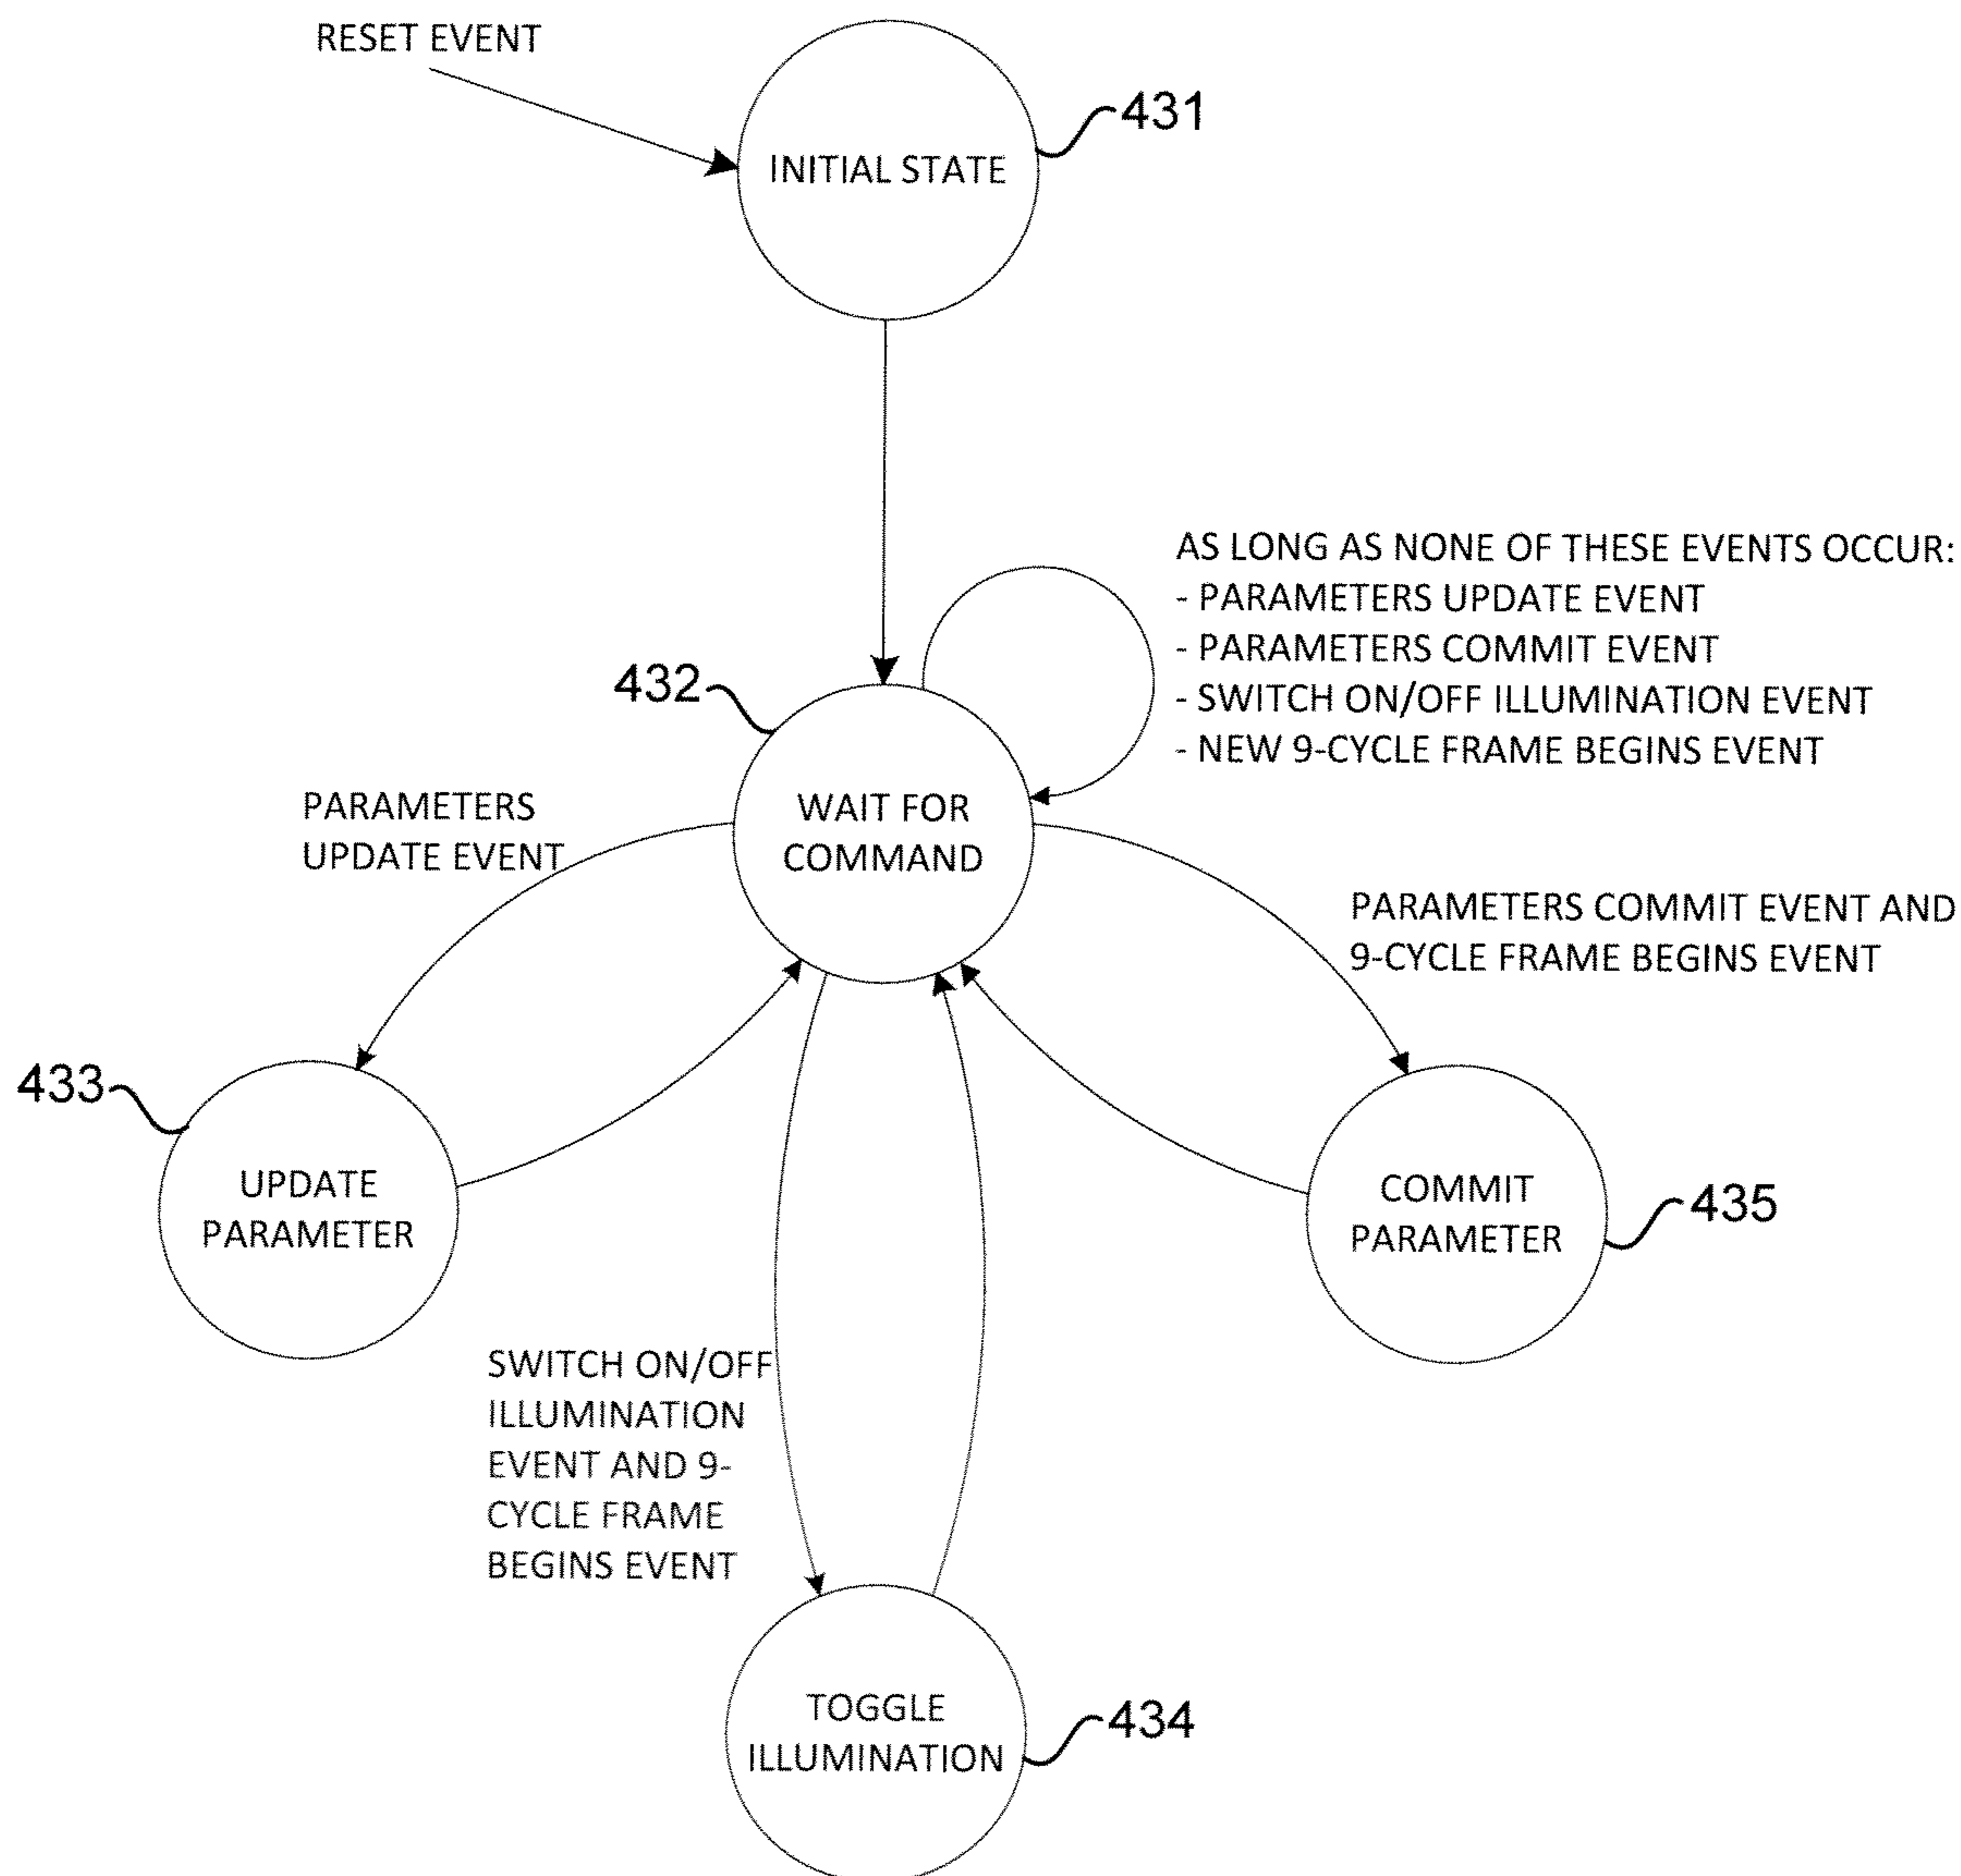 RESET EVENT
431
INITIAL STATE
AS LONG AS NONE OF THESE EVENTS OCCUR:
- PARAMETERS UPDATE EVENT
- PARAMETERS COMMIT EVENT
- SWITCH ON/OFF ILLUMINATION EVENT
- NEW 9-CYCLE FRAME BEGINS EVENT
432
WAIT FOR
COMMAND
PARAMETERS
UPDATE EVENT
PARAMETERS COMMIT EVENT AND
9-CYCLE FRAME BEGINS EVENT
433
UPDATE
PARAMETER
COMMIT
PARAMETER
435
SWITCH ON/OFF
ILLUMINATION
EVENT AND 9-
CYCLE FRAME
BEGINS EVENT
TOGGLE
ILLUMINATION
434